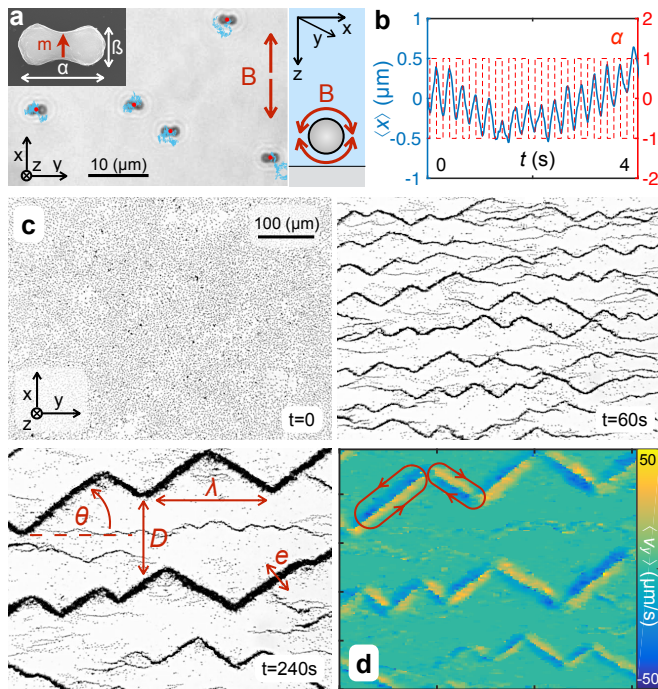 a
m
α
ß
B
x
z
y
10 (μm)
x
y
z
B
b
⟨x⟩ (μm)
1
0.5
0
-0.5
-1
α
2
1
0
-1
-2
0
t (s)
4
c
100 (μm)
x
y
z
t=0
t=60s
θ
λ
D
e
t=240s
d
50
⟨ Vy ⟩ (μm/s)
-50